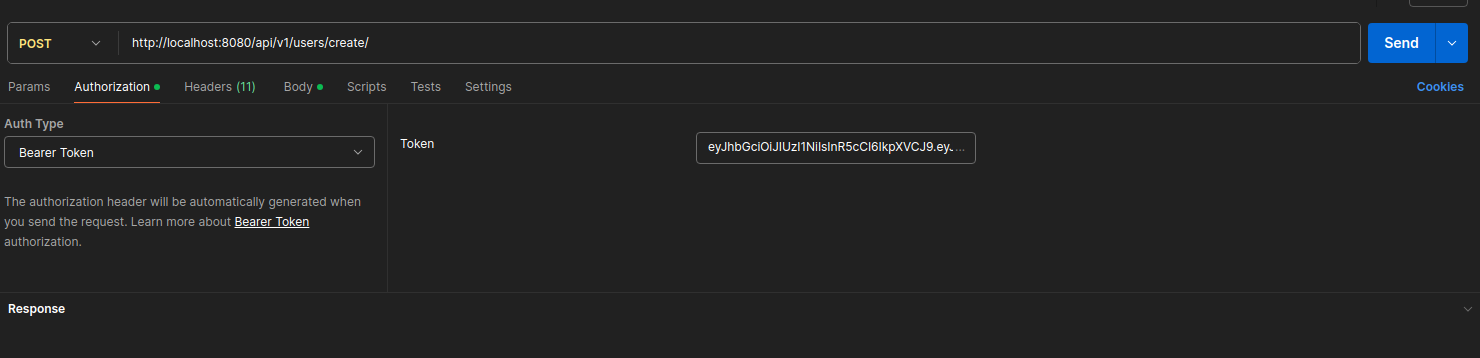 POST http://localhost:8080/api/v1/users/create/ Send
Params Authorization Headers (11) Body Scripts Tests Settings Cookies
Auth Type
Bearer Token
Token eyJhbGciOiJIUzI1NiIsInR5cCI6IkpXVCJ9.ey. ...
The authorization header will be automatically generated when
you send the request. Learn more about Bearer Token
authorization.
Response